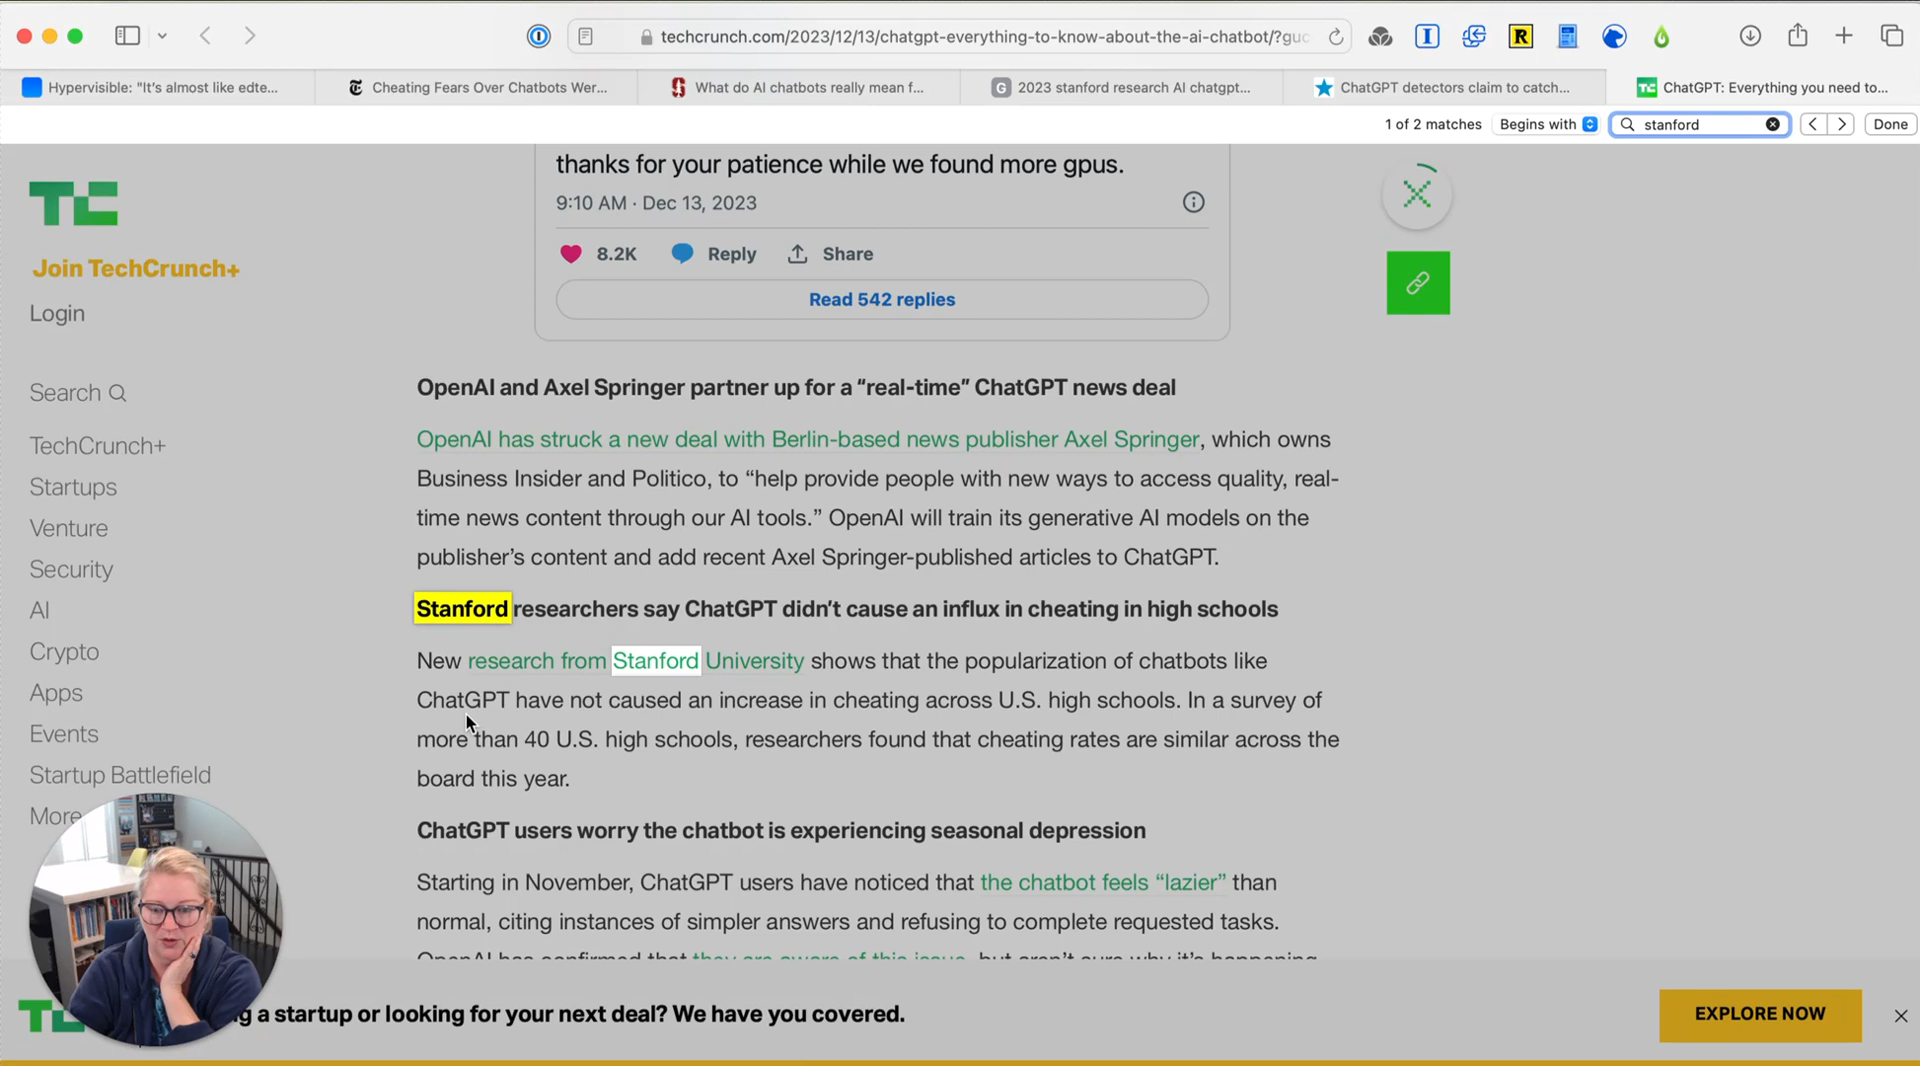 techcrunch.com/2023/12/13/chatgpt-everything-to-know-about-the-ai-chatbot/?guc
Hypervisible: "It's almost like edte...
Cheating Fears Over Chatbots Wer...
What do AI chatbots really mean f...
G 2023 stanford research AI chatgpt...
ChatGPT detectors claim to catch...
TC ChatGPT: Everything you need to...
1 of 2 matches Begins with stanford Done
TC
Join TechCrunch+
Login
Search
TechCrunch+
Startups
Venture
Security
AI
Crypto
Apps
Events
Startup Battlefield
More
thanks for your patience while we found more gpus.
9:10 AM · Dec 13, 2023
8.2K Reply Share
Read 542 replies
OpenAI and Axel Springer partner up for a “real-time” ChatGPT news deal
OpenAI has struck a new deal with Berlin-based news publisher Axel Springer, which owns
Business Insider and Politico, to “help provide people with new ways to access quality, real-
time news content through our AI tools.” OpenAI will train its generative AI models on the
publisher’s content and add recent Axel Springer-published articles to ChatGPT.
Stanford researchers say ChatGPT didn’t cause an influx in cheating in high schools
New research from Stanford University shows that the popularization of chatbots like
ChatGPT have not caused an increase in cheating across U.S. high schools. In a survey of
more than 40 U.S. high schools, researchers found that cheating rates are similar across the
board this year.
ChatGPT users worry the chatbot is experiencing seasonal depression
Starting in November, ChatGPT users have noticed that the chatbot feels “lazier” than
normal, citing instances of simpler answers and refusing to complete requested tasks.
OpenAI has confirmed that they are aware of this issue, but aren’t sure why it’s happening
g a startup or looking for your next deal? We have you covered.
EXPLORE NOW